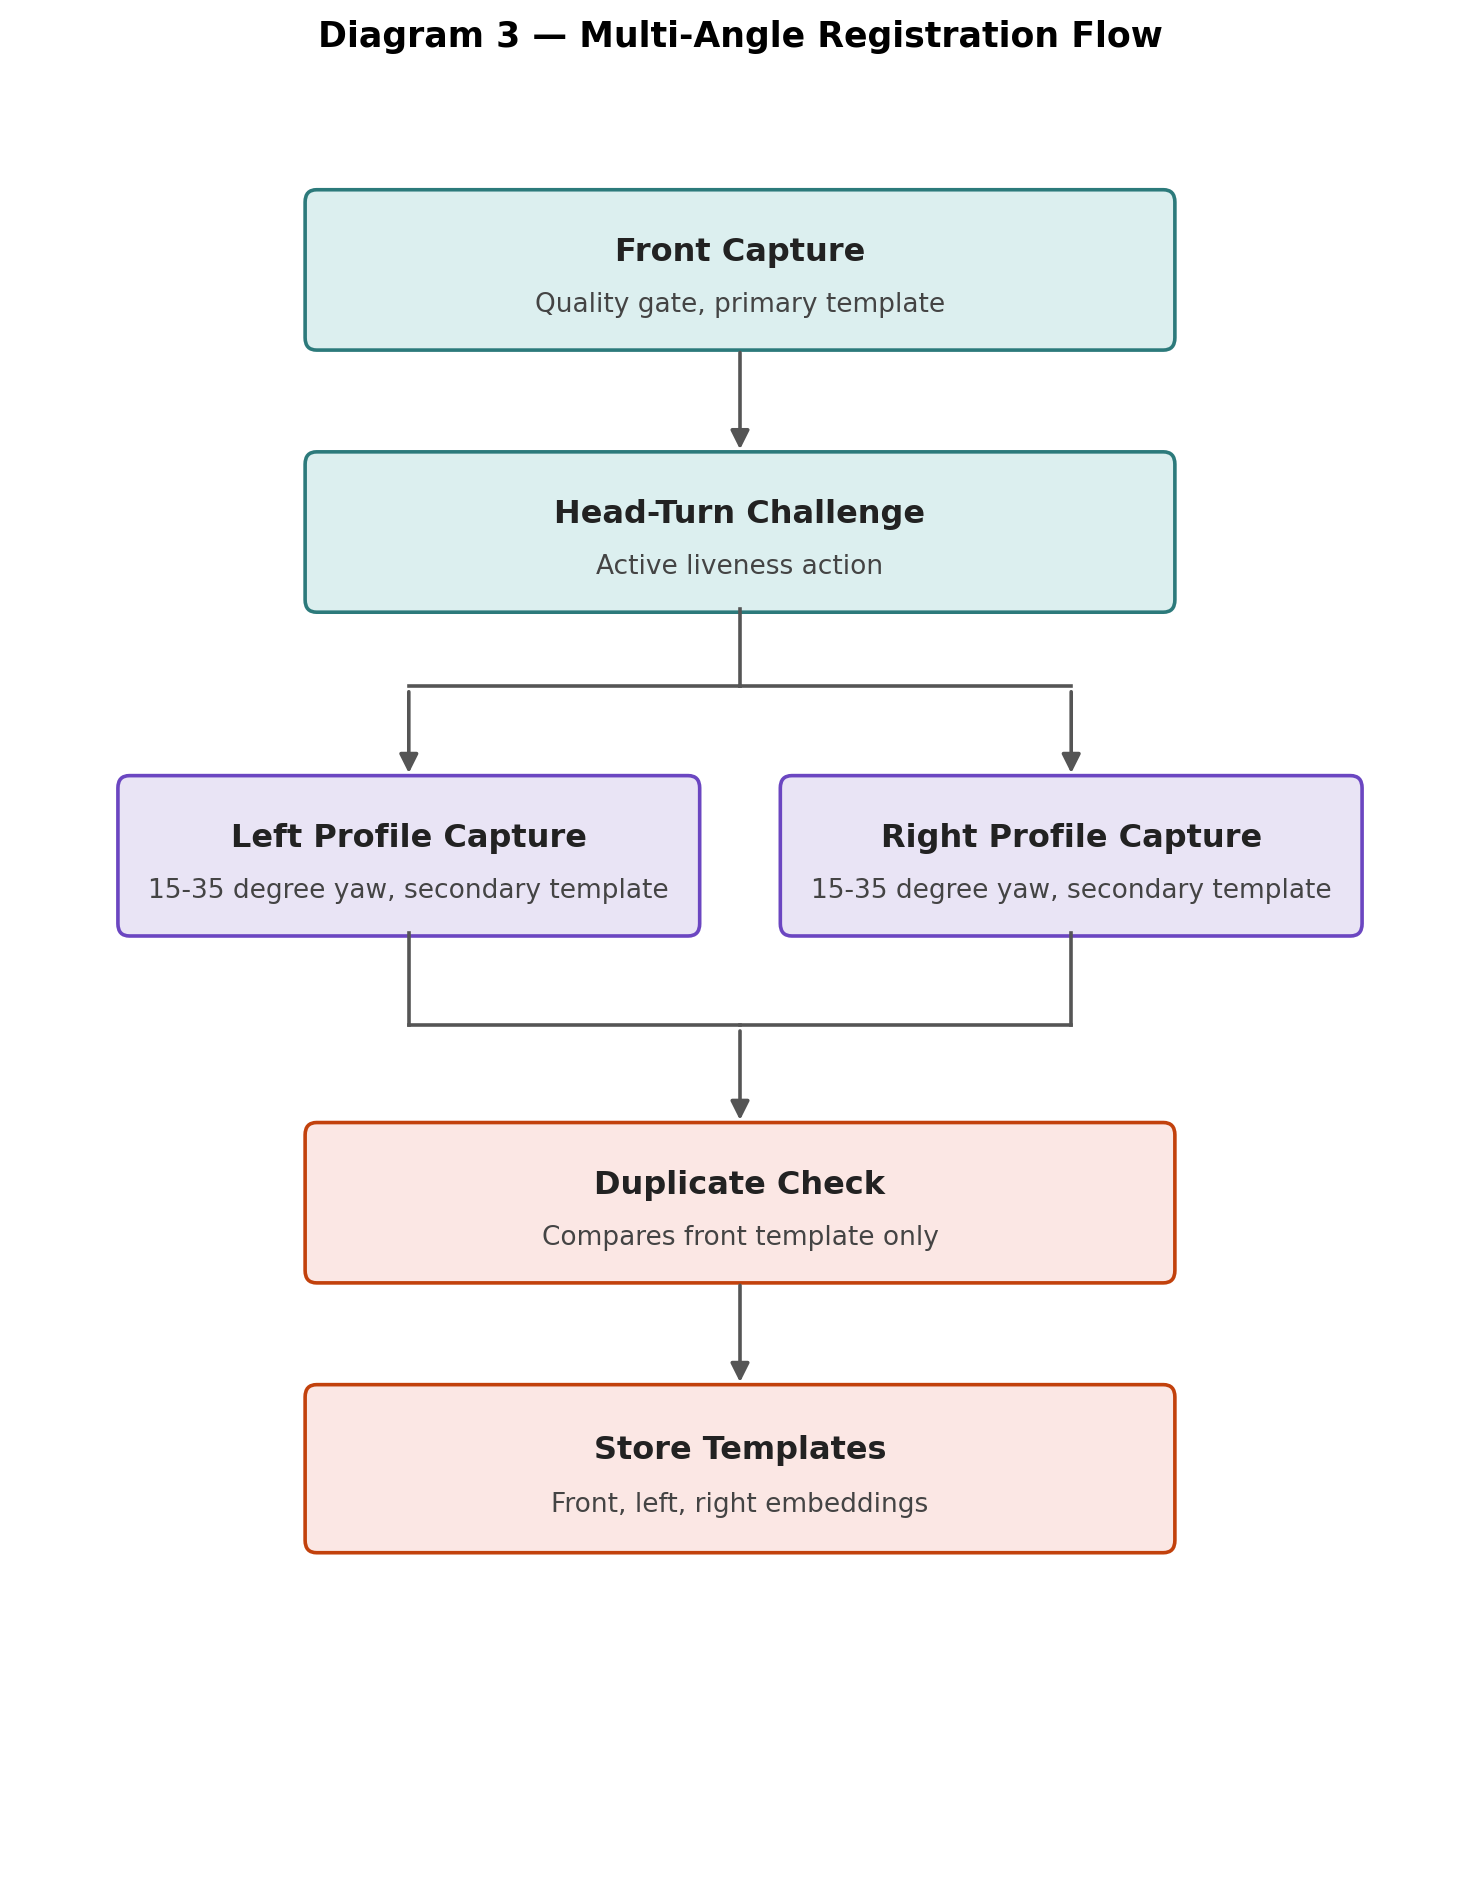 Diagram 3 — Multi-Angle Registration Flow
Front Capture
Quality gate, primary template
Head-Turn Challenge
Active liveness action
Left Profile Capture
15-35 degree yaw, secondary template
Right Profile Capture
15-35 degree yaw, secondary template
Duplicate Check
Compares front template only
Store Templates
Front, left, right embeddings